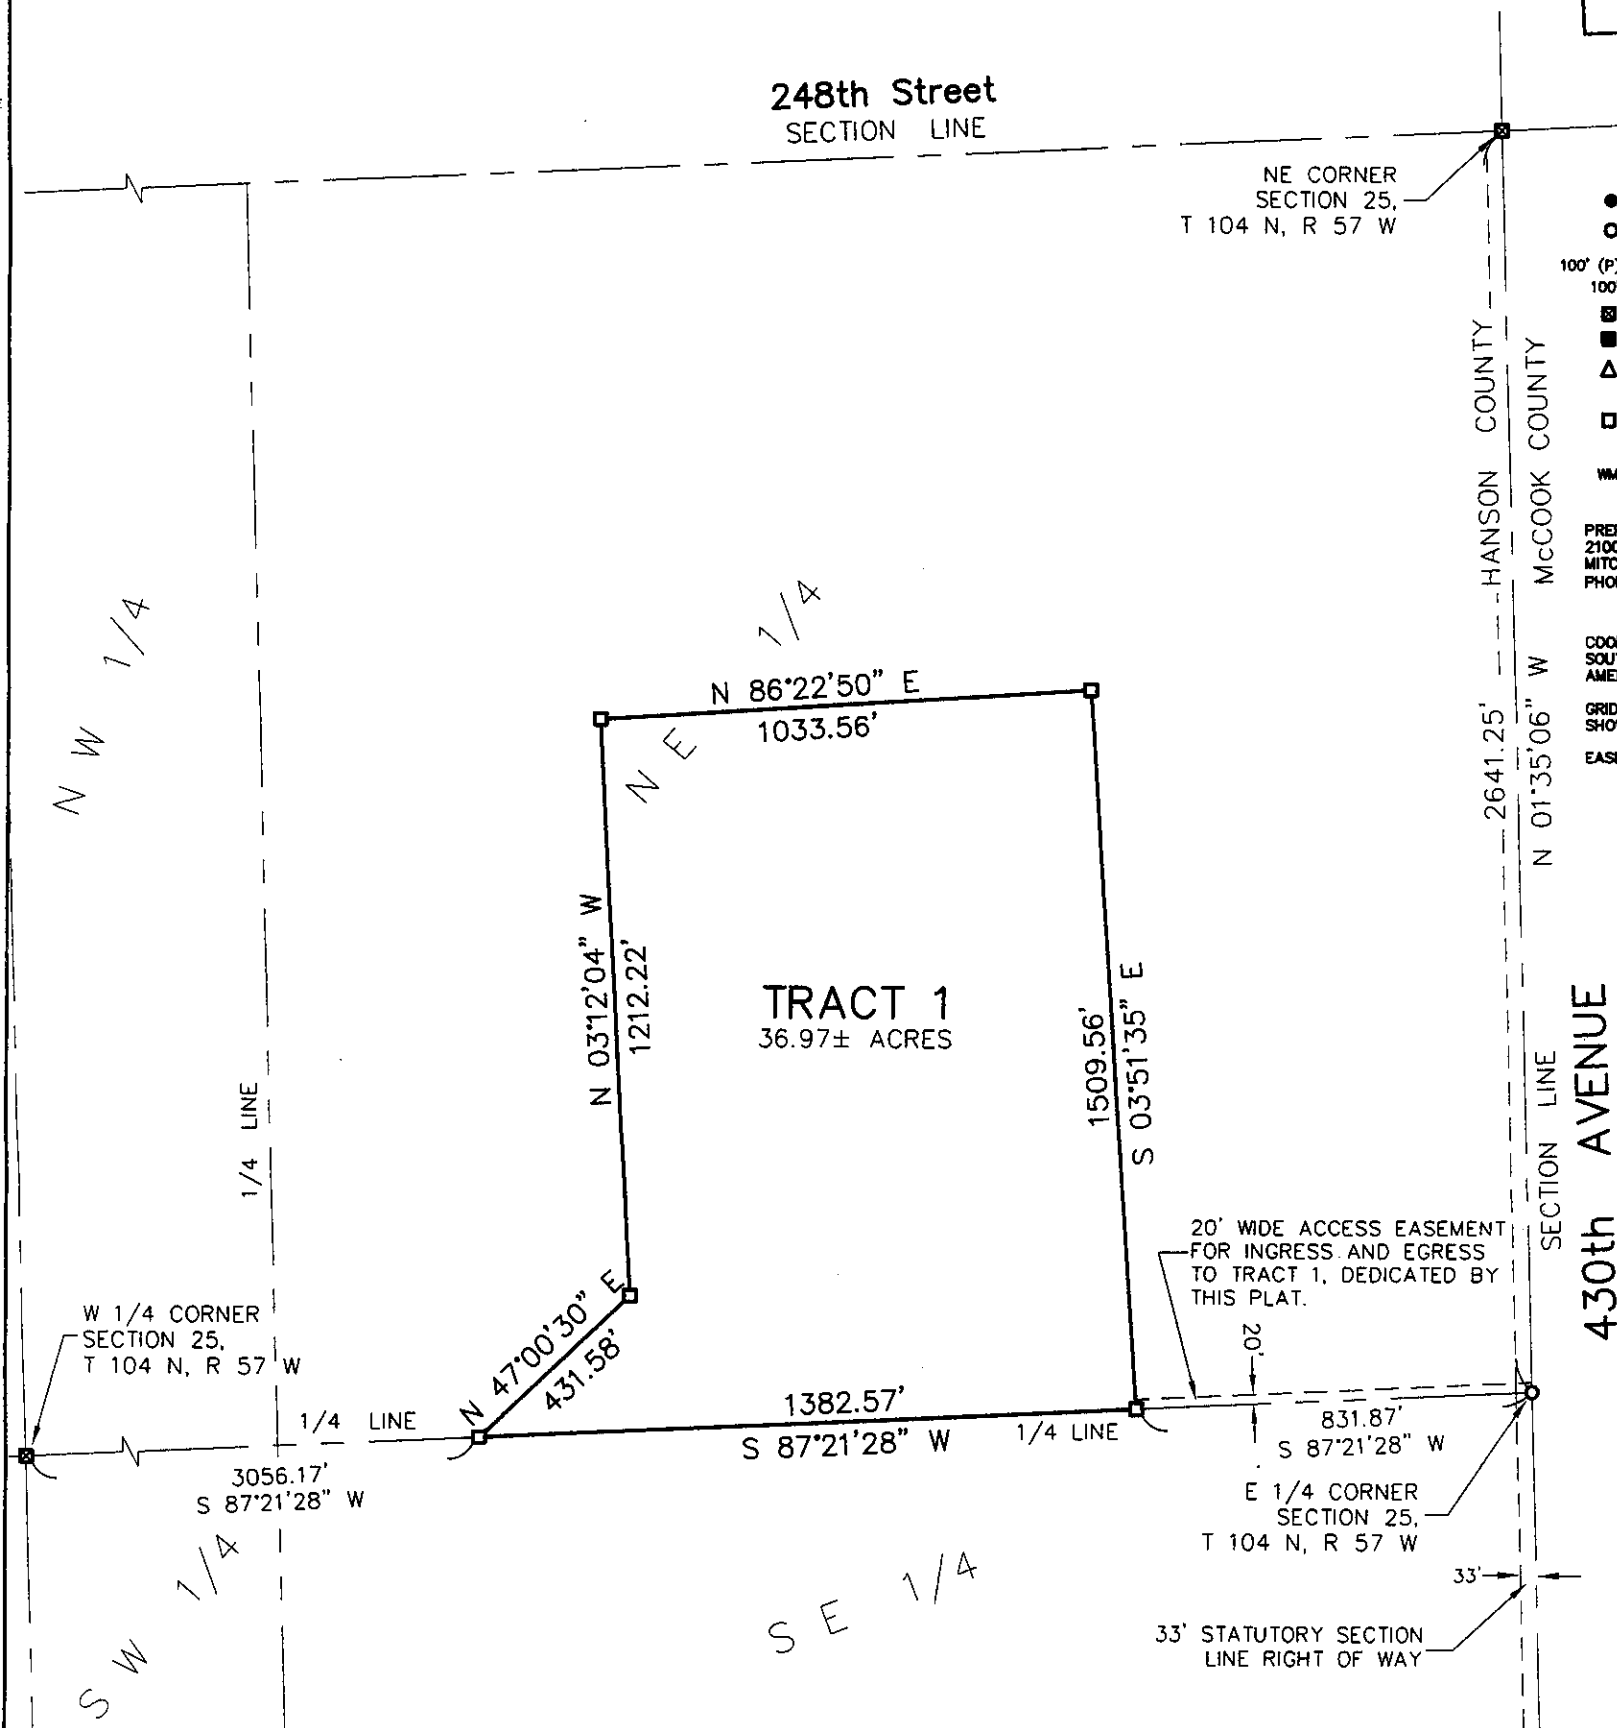 248th Street
SECTION LINE
NE CORNER
SECTION 25,
T 104 N, R 57 W
100' (P)
100'
HANSON COUNTY
McCOOK COUNTY
2641.25'
N 01°35'06" W
NW 1/4
NE 1/4
N 86°22'50" E
1033.56'
N 03°12'04" W
1212.22'
TRACT 1
36.97± ACRES
1509.56'
S 03°51'35" E
1/4 LINE
SECTION LINE
430th AVENUE
20' WIDE ACCESS EASEMENT
FOR INGRESS AND EGRESS
TO TRACT 1, DEDICATED BY
THIS PLAT.
20'
W 1/4 CORNER
SECTION 25,
T 104 N, R 57 W
N 47°00'30" E
431.58'
1/4 LINE
1382.57'
S 87°21'28" W
1/4 LINE
831.87'
S 87°21'28" W
3056.17'
S 87°21'28" W
E 1/4 CORNER
SECTION 25,
T 104 N, R 57 W
SW 1/4
SE 1/4
33'
33' STATUTORY SECTION
LINE RIGHT OF WAY